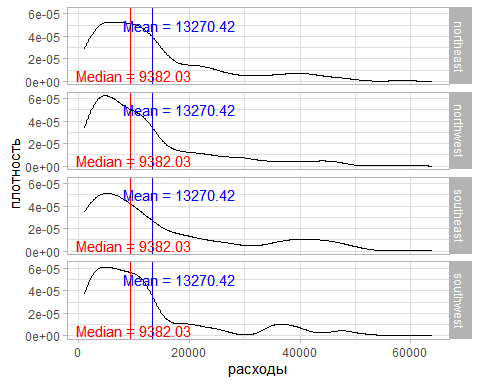 6e-05
4e-05
2e-05
0e+00
Mean = 13270.42
Median = 9382.03
northeast
6e-05
4e-05
2e-05
0e+00
Mean = 13270.42
Median = 9382.03
northwest
6e-05
4e-05
2e-05
0e+00
Mean = 13270.42
Median = 9382.03
southeast
6e-05
4e-05
2e-05
0e+00
Mean = 13270.42
Median = 9382.03
southwest
плотность
0 20000 40000 60000
расходы